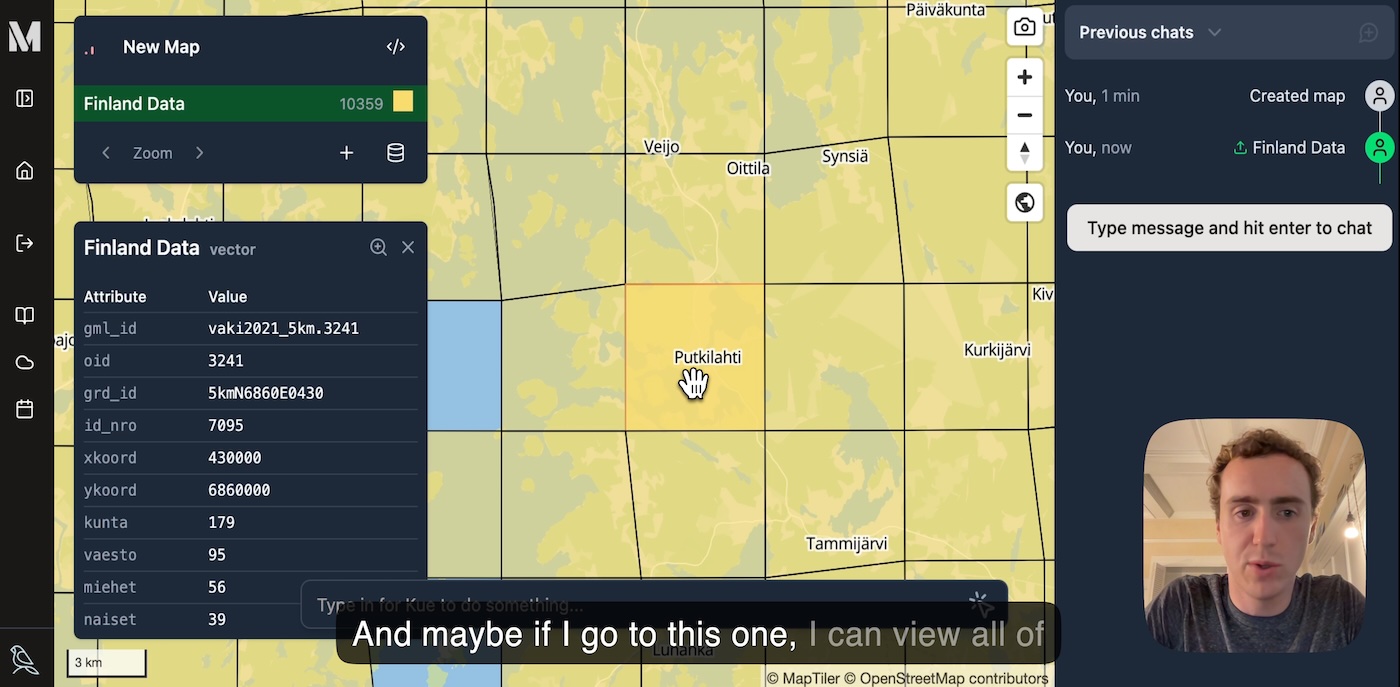 M
New Map
</>
Finland Data 10359
Zoom
Finland Data vector
Attribute Value
gml_id vaki2021_5km.3241
oid 3241
grd_id 5kmN6860E0430
id_nro 7095
xkoord 430000
ykoord 6860000
kunta 179
vaesto 95
miehet 56
naiset 39
3 km
Päiväkunta
Veijo
Oittila
Synsiä
Putkilahti
Kurkijärvi
Kiv
Tammijärvi
Luhanka
Type in for Kue to do something...
And maybe if I go to this one, I can view all of
© MapTiler © OpenStreetMap contributors
Previous chats
You, 1 min Created map
You, now Finland Data
Type message and hit enter to chat